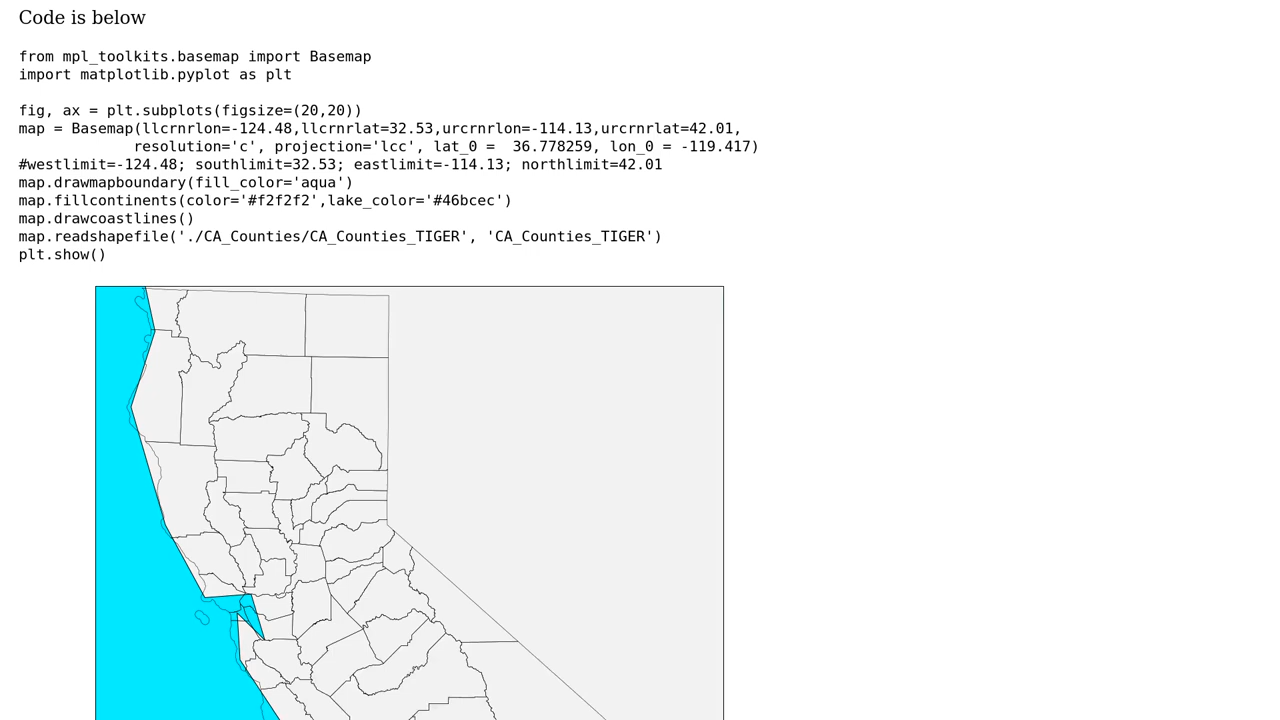 Code is below
from mpl_toolkits.basemap import Basemap
import matplotlib.pyplot as plt
fig, ax = plt.subplots(figsize=(20,20))
map = Basemap(llcrnrlon=-124.48,llcrnrlat=32.53,urcrnrlon=-114.13,urcrnrlat=42.01,
resolution='c', projection='lcc', lat_0 =  36.778259, lon_0 = -119.417)
#westlimit=-124.48; southlimit=32.53; eastlimit=-114.13; northlimit=42.01
map.drawmapboundary(fill_color='aqua')
map.fillcontinents(color='#f2f2f2',lake_color='#46bcec')
map.drawcoastlines()
map.readshapefile('./CA_Counties/CA_Counties_TIGER', 'CA_Counties_TIGER')
plt.show()